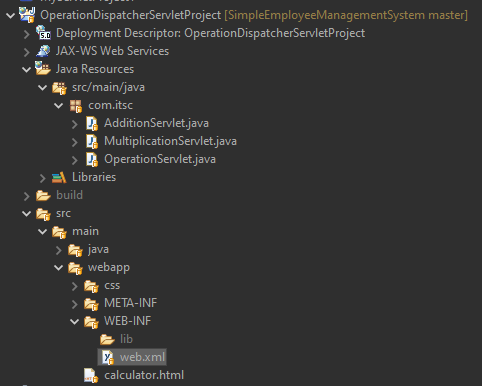 OperationDispatcherServletProject [SimpleEmployeeManagementSystem master]
Deployment Descriptor: OperationDispatcherServletProject
JAX-WS Web Services
Java Resources
src/main/java
com.itsc
AdditionServlet.java
MultiplicationServlet.java
OperationServlet.java
Libraries
build
src
main
java
webapp
css
META-INF
WEB-INF
lib
web.xml
calculator.html